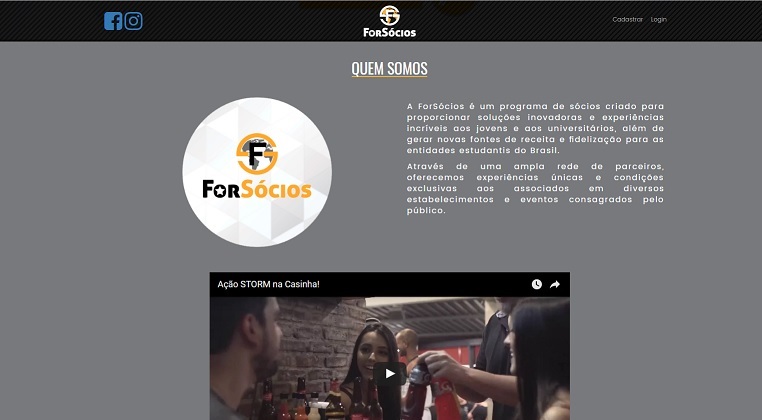 ForSócios
Cadastrar Login
QUEM SOMOS
A ForSócios é um programa de sócios criado para
proporcionar soluções inovadoras e experiências
incríveis aos jovens e aos universitários, além de
gerar novas fontes de receita e fidelização para as
entidades estudantis do Brasil.
Através de uma ampla rede de parceiros,
oferecemos experiências únicas e condições
exclusivas aos associados em diversos
estabelecimentos e eventos consagrados pelo
público.
ForSócios
Ação STORM na Casinha!